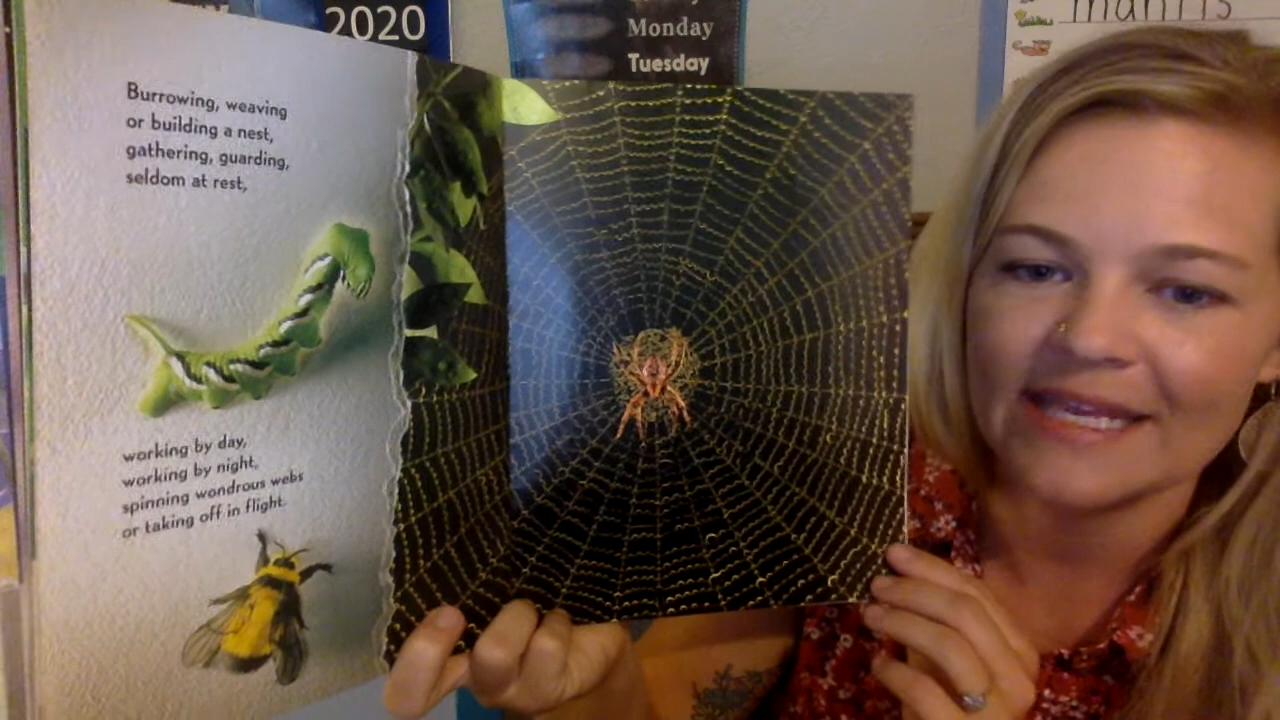 2020
Monday
Tuesday
mantis
Burrowing, weaving
or building a nest,
gathering, guarding,
seldom at rest,
working by day,
working by night,
spinning wondrous webs
or taking off in flight.